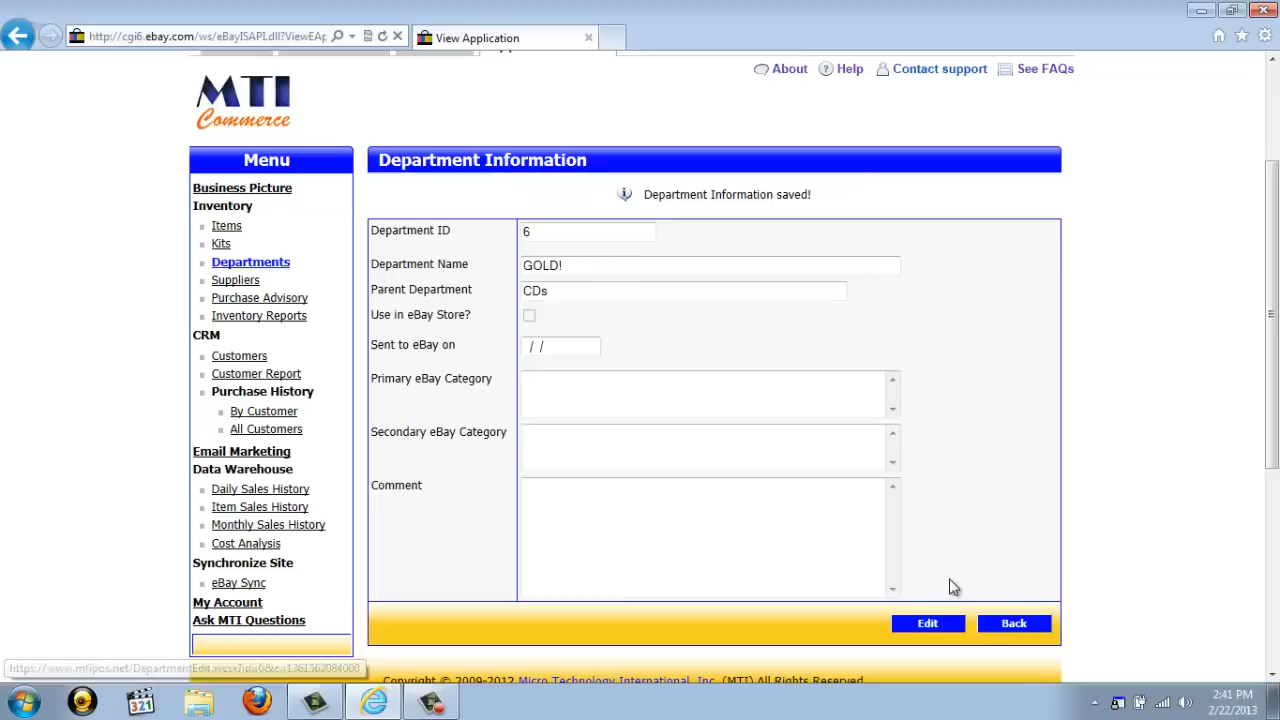 http://cgi6.ebay.com/ws/eBayISAPI.dll?ViewEAp
View Application
About
Help
Contact support
See FAQs
MTI
Commerce
Menu
Business Picture
Inventory
Items
Kits
Departments
Suppliers
Purchase Advisory
Inventory Reports
CRM
Customers
Customer Report
Purchase History
By Customer
All Customers
Email Marketing
Data Warehouse
Daily Sales History
Item Sales History
Monthly Sales History
Cost Analysis
Synchronize Site
eBay Sync
My Account
Ask MTI Questions
Department Information
Department Information saved!
Department ID 6
Department Name GOLD!
Parent Department CDs
Use in eBay Store?
Sent to eBay on / /
Primary eBay Category
Secondary eBay Category
Comment
Edit
Back
Copyright © 2009-2012 Micro Technology International, Inc. (MTI) All Rights Reserved
321
2:41 PM
2/22/2013